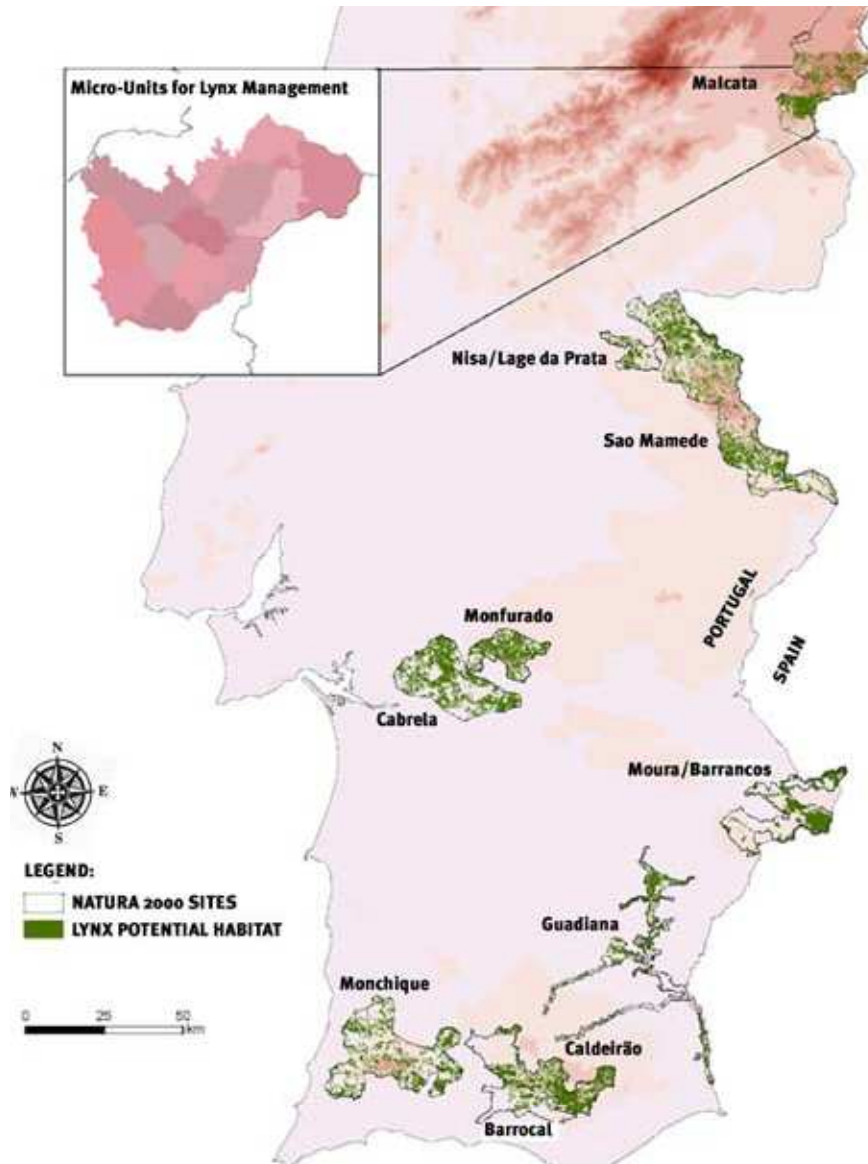 Micro-Units for Lynx Management
Malcata
Nisa/Lage da Prata
Sao Mamede
PORTUGAL
SPAIN
Monfurado
Cabrela
Moura/Barrancos
N
W E
S
LEGEND:
NATURA 2000 SITES
LYNX POTENTIAL HABITAT
Guadiana
Monchique
0 25 50
km
Caldeirão
Barrocal